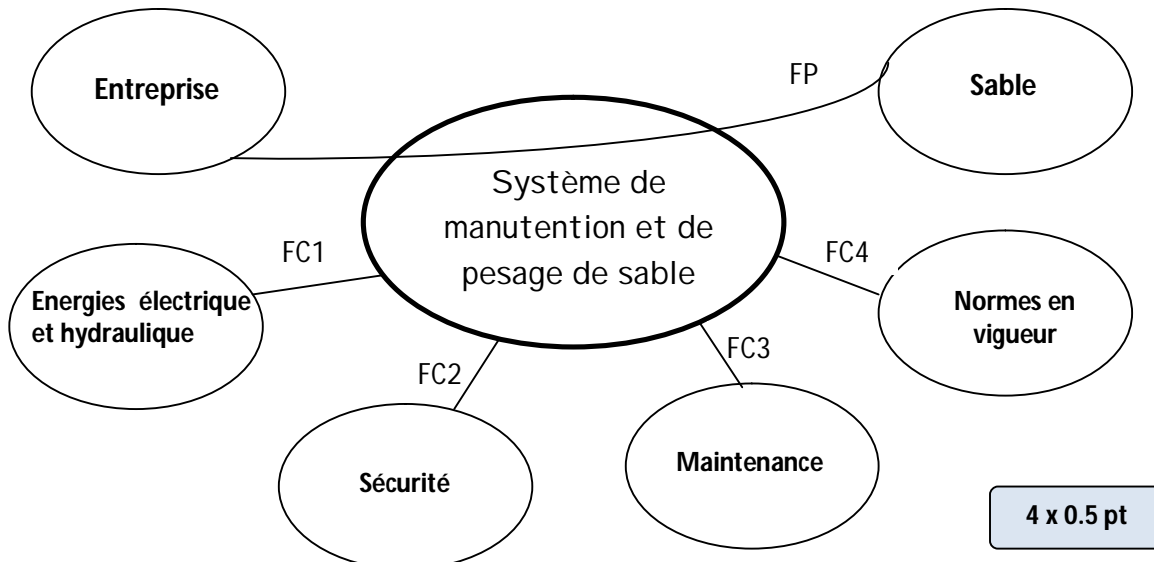 Entreprise
FP
Sable
Système de
manutention et de
pesage de sable
FC1
FC4
Energies électrique
et hydraulique
Normes en
vigueur
FC2
FC3
Sécurité
Maintenance
4 x 0.5 pt